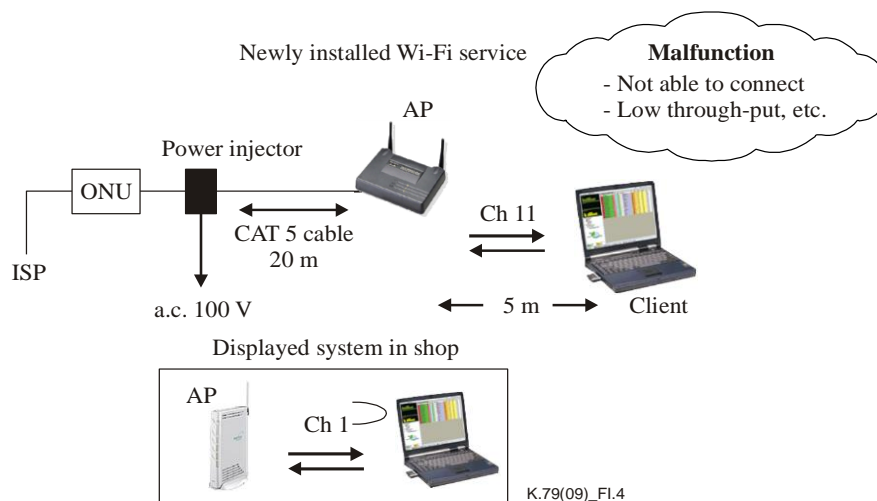 Newly installed Wi-Fi service
Malfunction
- Not able to connect
- Low through-put, etc.
AP
Power injector
ONU
CAT 5 cable
20 m
Ch 11
ISP
a.c. 100 V
5 m
Client
Displayed system in shop
AP
Ch 1
K.79(09)_FI.4